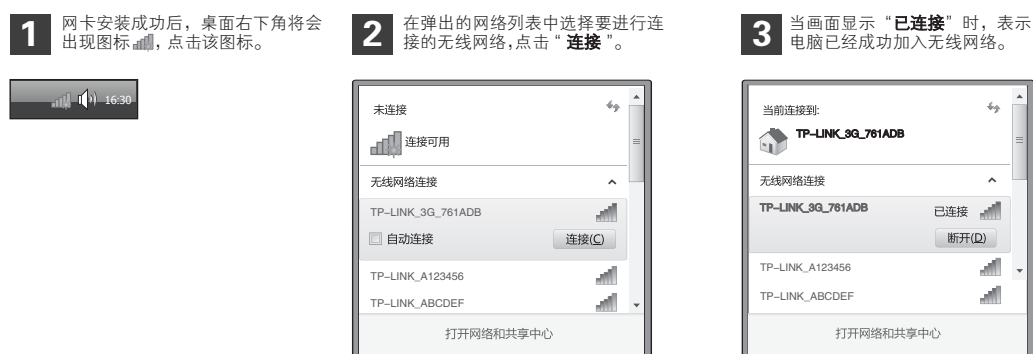 1
网卡安装成功后，桌面右下角将会
出现图标，点击该图标。
16:30
2
在弹出的网络列表中选择要进行连
接的无线网络,点击“连接”。
未连接
连接可用
无线网络连接
TP-LINK_3G_761ADB
自动连接 连接(C)
TP-LINK_A123456
TP-LINK_ABCDEF
打开网络和共享中心
3
当画面显示“已连接”时，表示
电脑已经成功加入无线网络。
当前连接到:
TP-LINK_3G_761ADB
无线网络连接
TP-LINK_3G_761ADB 已连接
断开(D)
TP-LINK_A123456
TP-LINK_ABCDEF
打开网络和共享中心